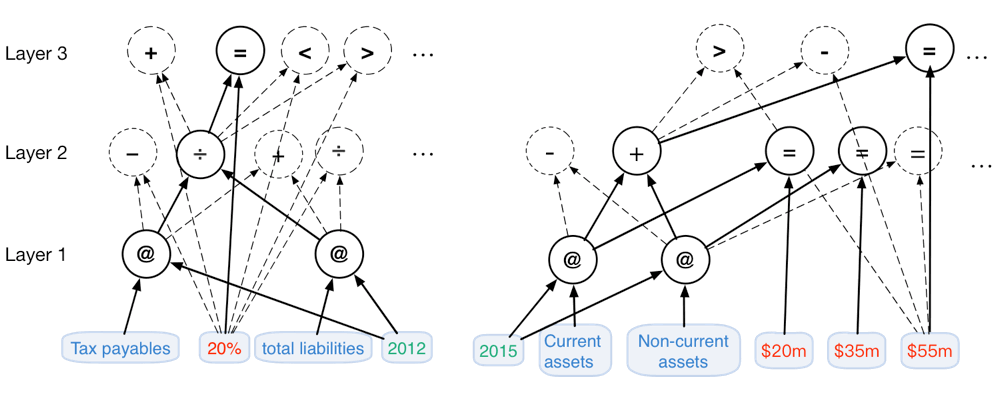 Layer 3 + = < > ... > - = ...
Layer 2 − ÷ + ÷ ... - + = = = ...
Layer 1 @ @ @ @
Tax payables 20% total liabilities 2012 2015 Current assets Non-current assets $20m $35m $55m